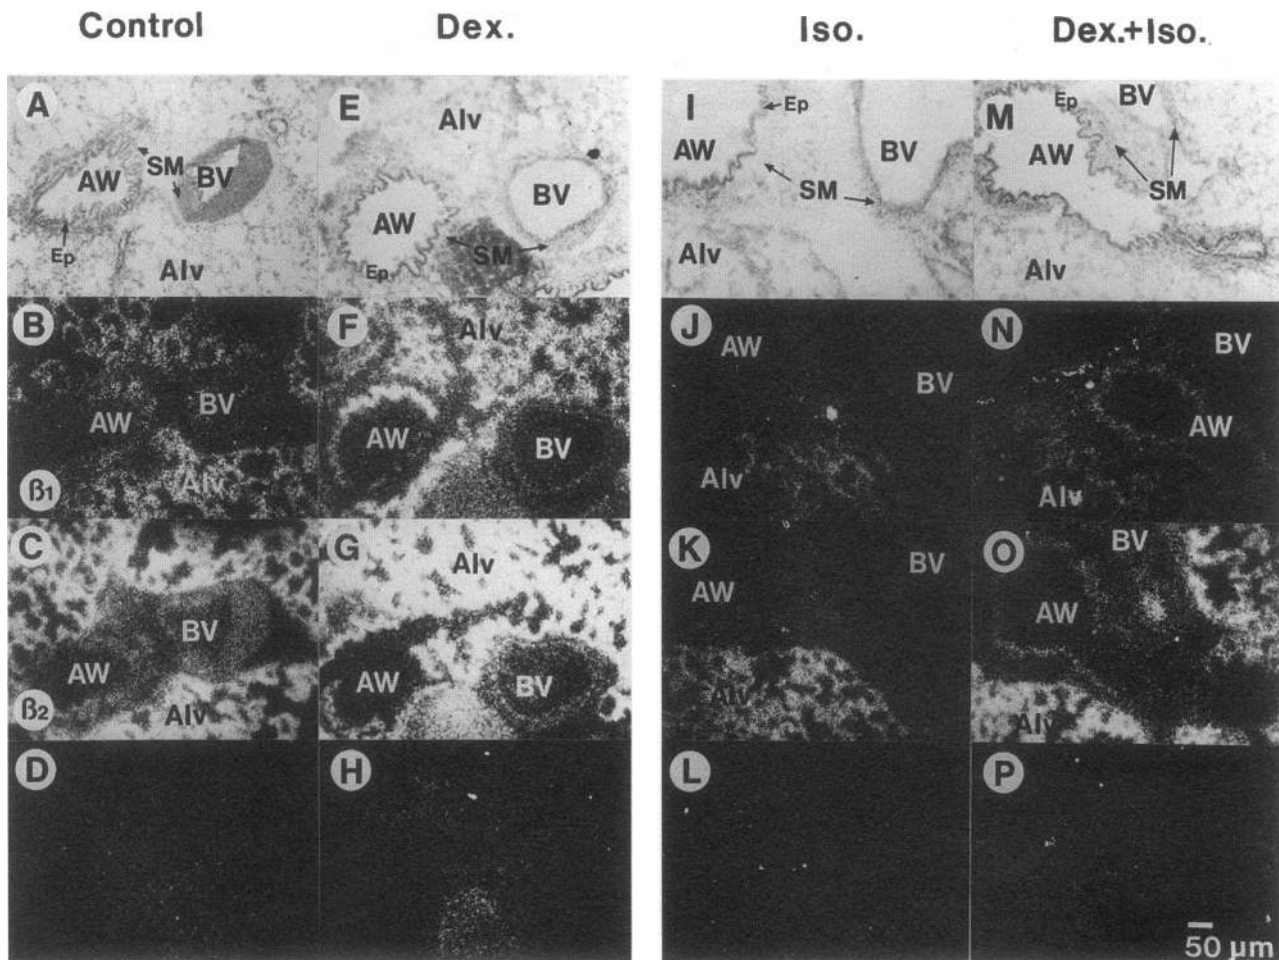 Control Dex. Iso. Dex.+Iso.
A SM AW BV Ep Alv
E Alv BV AW SM Ep
I Ep AW BV SM Alv
M Ep BV AW SM Alv
B AW BV Alv ß1
F Alv AW BV
J AW BV Alv
N BV AW Alv
C BV AW Alv ß2
G Alv AW BV
K BV AW Alv
O BV AW Alv
D
H
L
P
50 µm